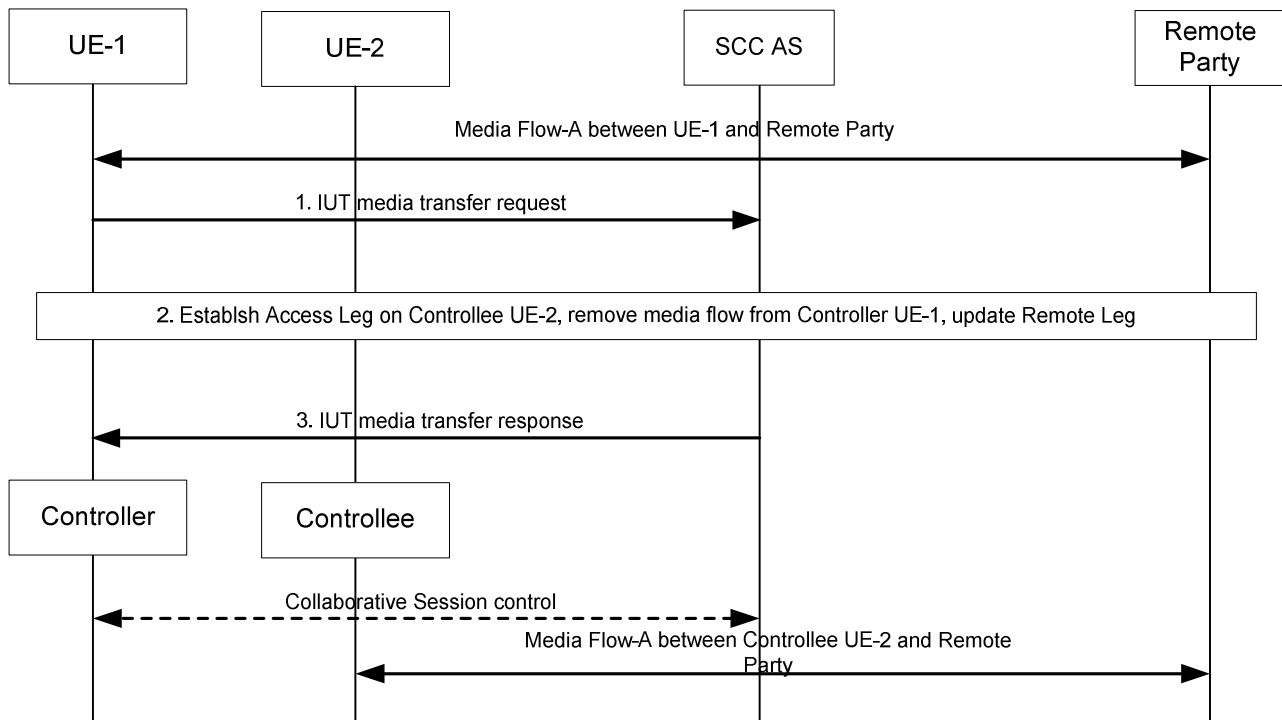 UE-1
UE-2
SCC AS
Remote
Party
Media Flow-A between UE-1 and Remote Party
1. IUT media transfer request
2. Establsh Access Leg on Controllee UE-2, remove media flow from Controller UE-1, update Remote Leg
3. IUT media transfer response
Controller
Controllee
Collaborative Session control
Media Flow-A between Controllee UE-2 and Remote
Party